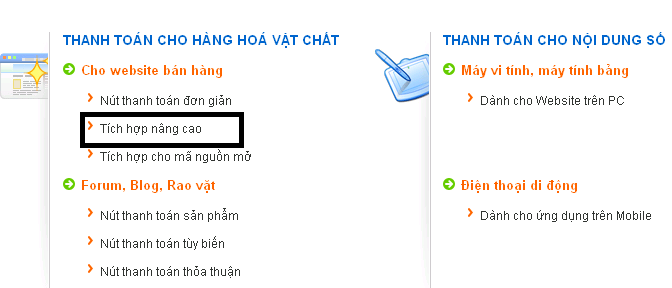 THANH TOÁN CHO HÀNG HOÁ VẬT CHẤT
Cho website bán hàng
Nút thanh toán đơn giản
Tích hợp nâng cao
Tích hợp cho mã nguồn mở
Forum, Blog, Rao vặt
Nút thanh toán sản phẩm
Nút thanh toán tùy biến
Nút thanh toán thỏa thuận
THANH TOÁN CHO NỘI DUNG SỐ
Máy vi tính, máy tính bảng
Dành cho Website trên PC
Điện thoại di động
Dành cho ứng dụng trên Mobile